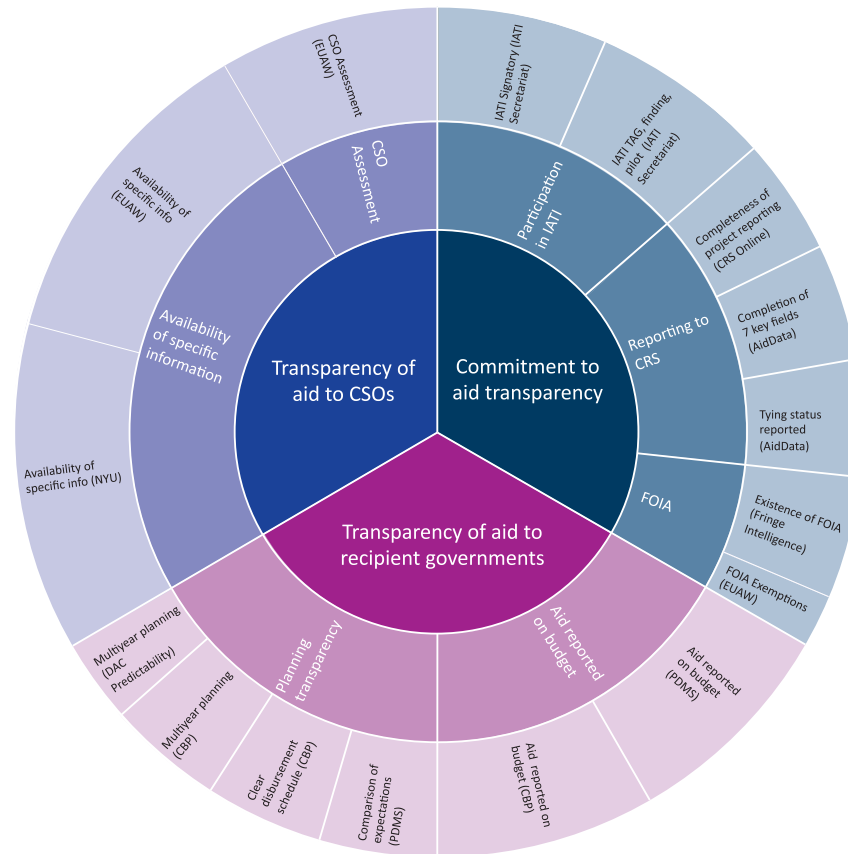 Transparency of
aid to CSOs
Commitment to
aid transparency
Transparency of aid to
recipient governments
Participation
in IATI
Reporting to
CRS
FOIA
Aid reported
on budget
Planning
transparency
Availability
of specific
information
CSO
Assessment
IATI Signatory (IATI
Secretariat)
IATI TAG, finding,
pilot (IATI
Secretariat)
Completeness of
project reporting
(CRS Online)
Completion of
7 key fields
(AidData)
Tying status
reported
(AidData)
Existence of FOIA
(Fringe
Intelligence)
FOIA Exemptions
(EUAW)
Aid reported
on budget
(PDMS)
Aid reported on
budget (CBP)
Comparison of
expectations
(PDMS)
Clear
disbursement
schedule (CBP)
Multiyear planning
(CBP)
Multiyear planning
(DAC
Predictability)
Availability of
specific info (NYU)
Availability of
specific info
(EUAW)
CSO Assessment
(EUAW)